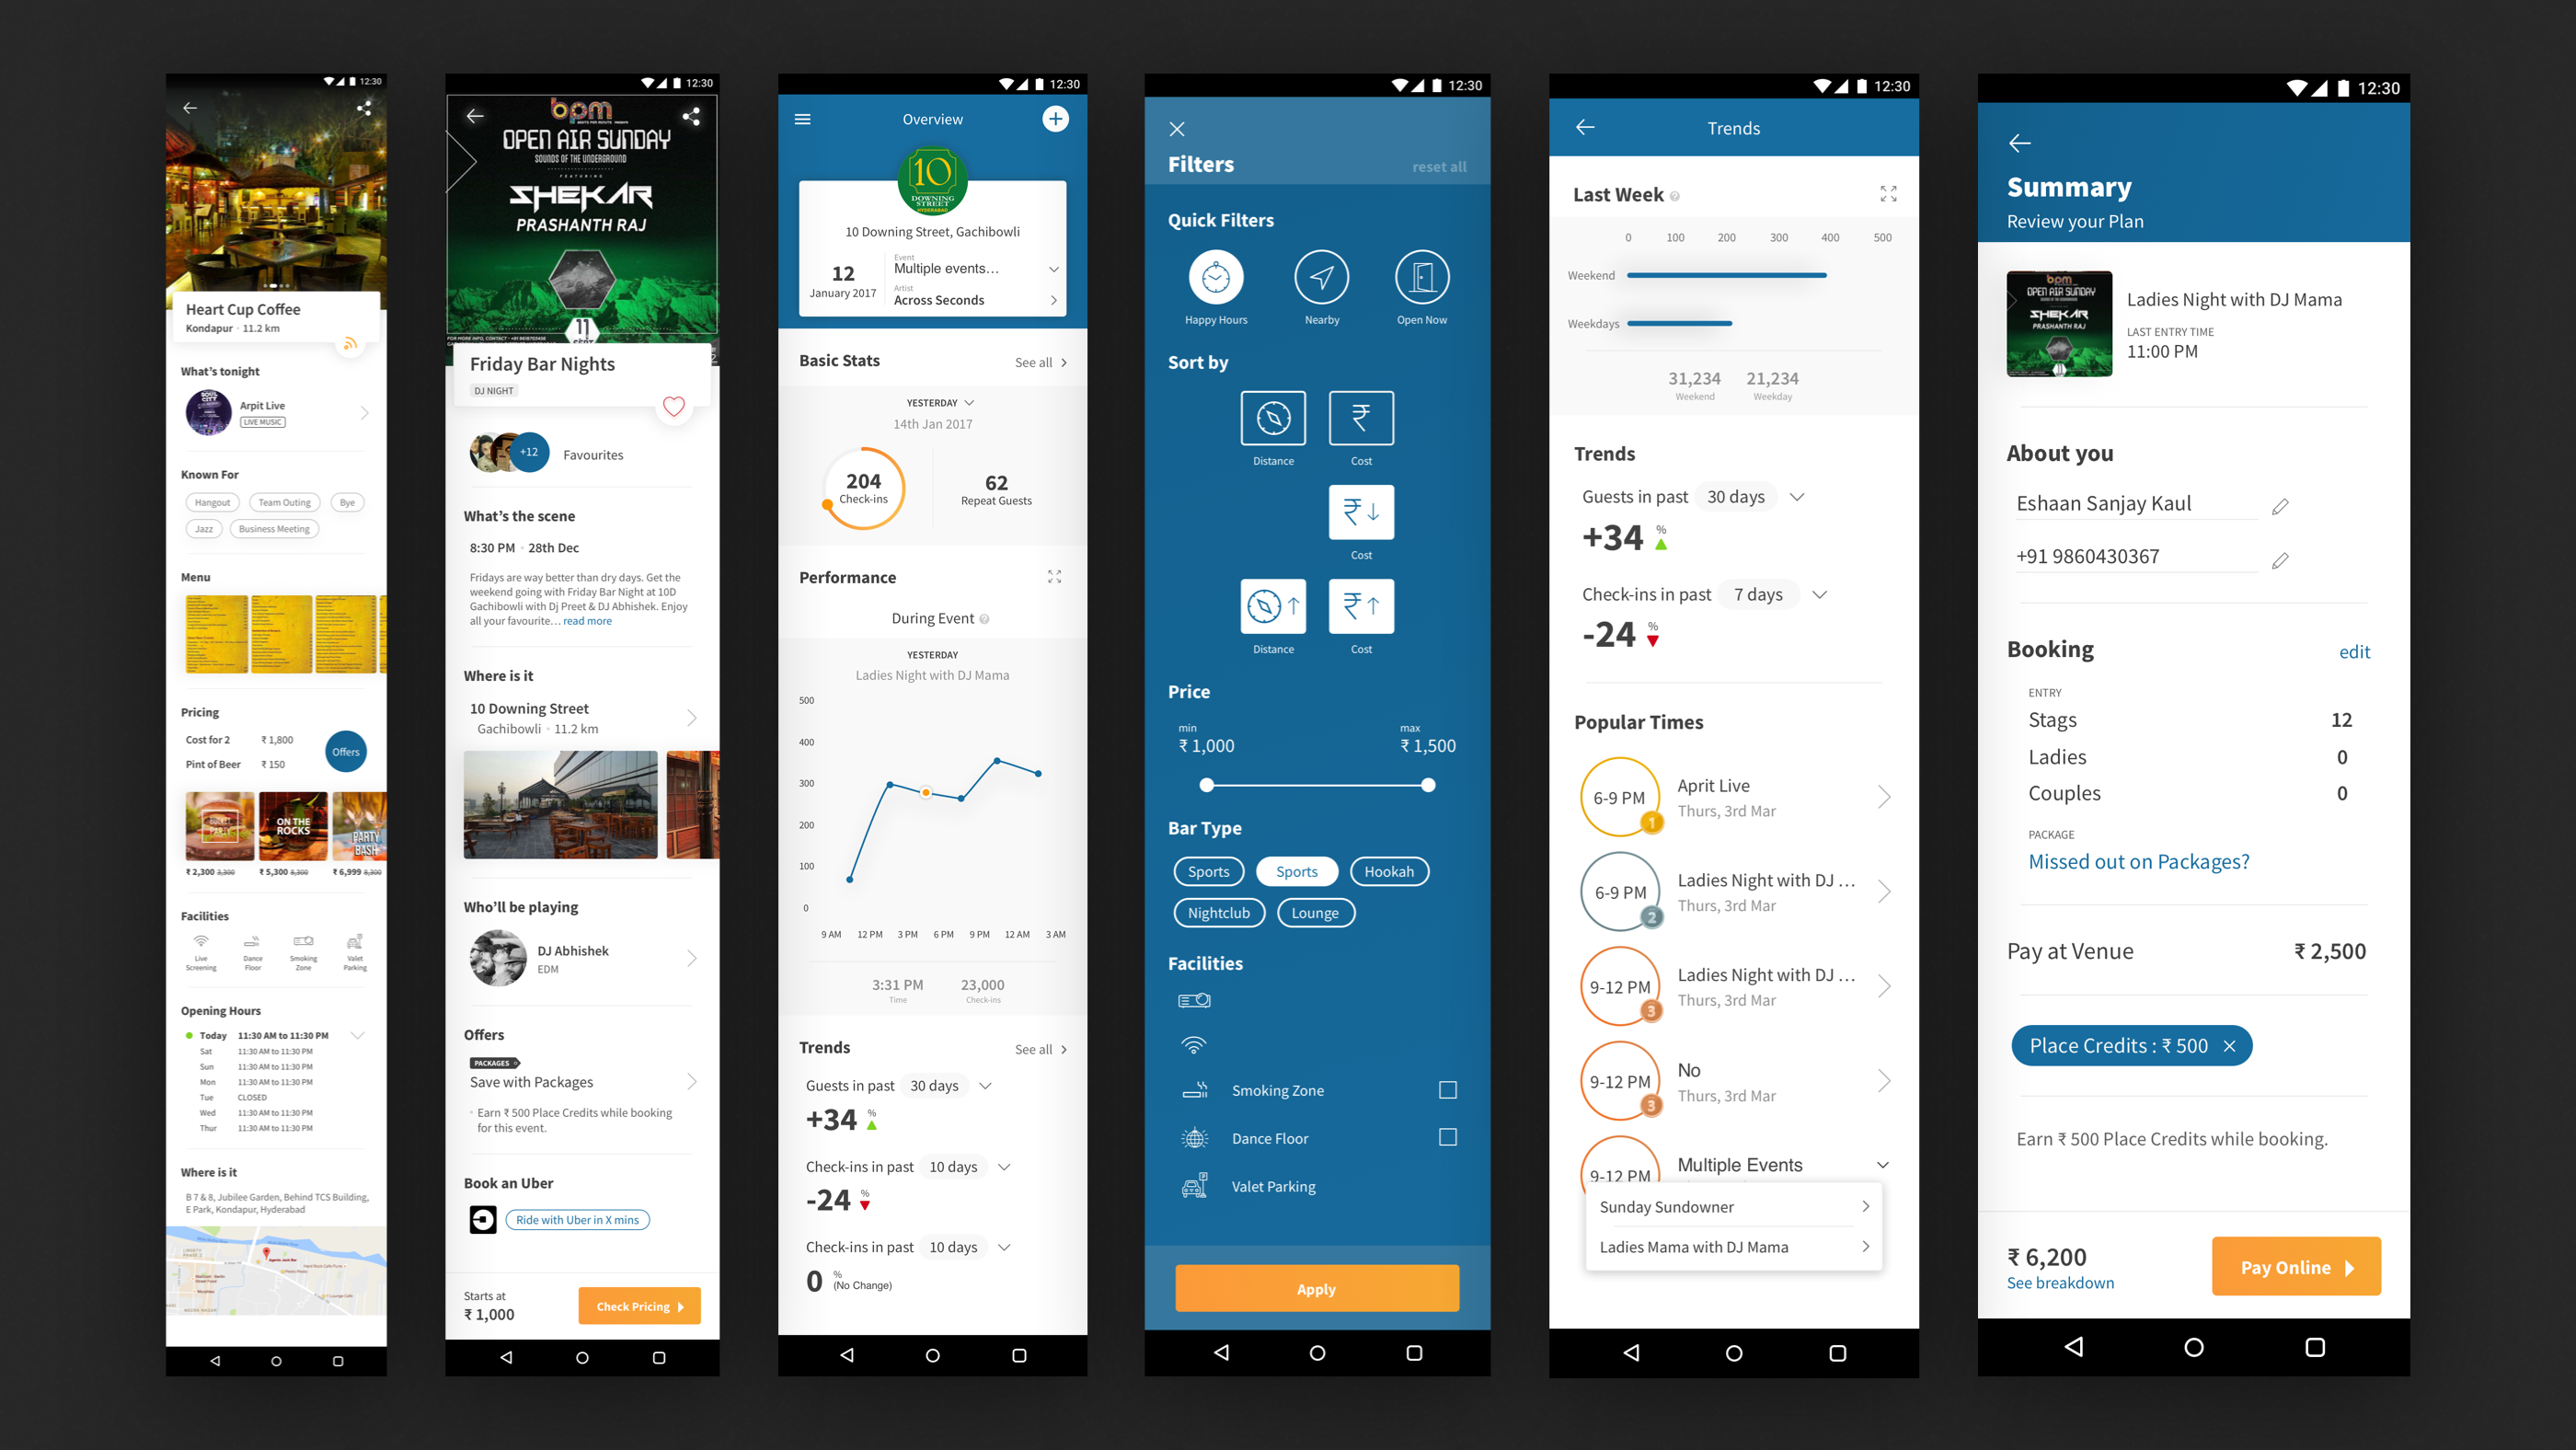 12:30
Heart Cup Coffee
Kondapur · 11.2 km
What's tonight
SOUL
CITY
Arpit Live
LIVE MUSIC
Known For
Hangout
Team Outing
Bye
Jazz
Business Meeting
Menu
Pricing
Cost for 2 ₹ 1,800
Pint of Beer ₹ 150
Offers
BUCKET
PARTY
ON THE
ROCKS
PARTY
BASH
₹ 2,300 3,300
₹ 5,300 8,300
₹ 6,999 8,300
Facilities
Live
Screening
Dance
Floor
Smoking
Zone
Valet
Parking
Opening Hours
Today 11:30 AM to 11:30 PM
Sat 11:30 AM to 11:30 PM
Sun 11:30 AM to 11:30 PM
Mon 11:30 AM to 11:30 PM
Tue CLOSED
Wed 11:30 AM to 11:30 PM
Thur 11:30 AM to 11:30 PM
Where is it
B 7 & 8, Jubilee Garden, Behind TCS Building,
E Park, Kondapur, Hyderabad
12:30
bpm
OPEN AIR SUNDAY
SOUNDS OF THE UNDERGROUND
FEATURING
SHEKAR
PRASHANTH RAJ
11
SEPT
Friday Bar Nights
DJ NIGHT
+12
Favourites
What's the scene
8:30 PM · 28th Dec
Fridays are way better than dry days. Get the
weekend going with Friday Bar Night at 10D
Gachibowli with Dj Preet & DJ Abhishek. Enjoy
all your favourite… read more
Where is it
10 Downing Street
Gachibowli · 11.2 km
Who'll be playing
DJ Abhishek
EDM
Offers
PACKAGES
Save with Packages
· Earn ₹ 500 Place Credits while booking
for this event.
Book an Uber
Ride with Uber in X mins
Starts at
₹ 1,000
Check Pricing
12:30
Overview
10
DOWNING
STREET
HYDERABAD
10 Downing Street, Gachibowli
12
January 2017
Event
Multiple events…
Artist
Across Seconds
Basic Stats
See all
YESTERDAY
14th Jan 2017
204
Check-ins
62
Repeat Guests
Performance
During Event
YESTERDAY
Ladies Night with DJ Mama
500
400
300
200
100
0
9 AM 12 PM 3 PM 6 PM 9 PM 12 AM 3 AM
3:31 PM
Time
23,000
Check-ins
Trends
See all
Guests in past 30 days
+34 %
Check-ins in past 10 days
-24 %
Check-ins in past 10 days
0 %
(No Change)
12:30
Filters
reset all
Quick Filters
Happy Hours
Nearby
Open Now
Sort by
₹
Distance
Cost
₹
Cost
₹
Distance
Cost
Price
min
₹ 1,000
max
₹ 1,500
Bar Type
Sports
Sports
Hookah
Nightclub
Lounge
Facilities
Smoking Zone
Dance Floor
Valet Parking
Apply
12:30
Trends
Last Week
0 100 200 300 400 500
Weekend
Weekdays
31,234
Weekend
21,234
Weekday
Trends
Guests in past 30 days
+34 %
Check-ins in past 7 days
-24 %
Popular Times
6-9 PM
1
Aprit Live
Thurs, 3rd Mar
6-9 PM
2
Ladies Night with DJ …
Thurs, 3rd Mar
9-12 PM
3
Ladies Night with DJ …
Thurs, 3rd Mar
9-12 PM
3
No
Thurs, 3rd Mar
9-12 PM
Multiple Events
Sunday Sundowner
Ladies Mama with DJ Mama
12:30
Summary
Review your Plan
bpm
OPEN AIR SUNDAY
SHEKAR
PRASHANTH RAJ
11
Ladies Night with DJ Mama
LAST ENTRY TIME
11:00 PM
About you
Eshaan Sanjay Kaul
+91 9860430367
Booking
edit
ENTRY
Stags 12
Ladies 0
Couples 0
PACKAGE
Missed out on Packages?
Pay at Venue ₹ 2,500
Place Credits : ₹ 500 ×
Earn ₹ 500 Place Credits while booking.
₹ 6,200
See breakdown
Pay Online